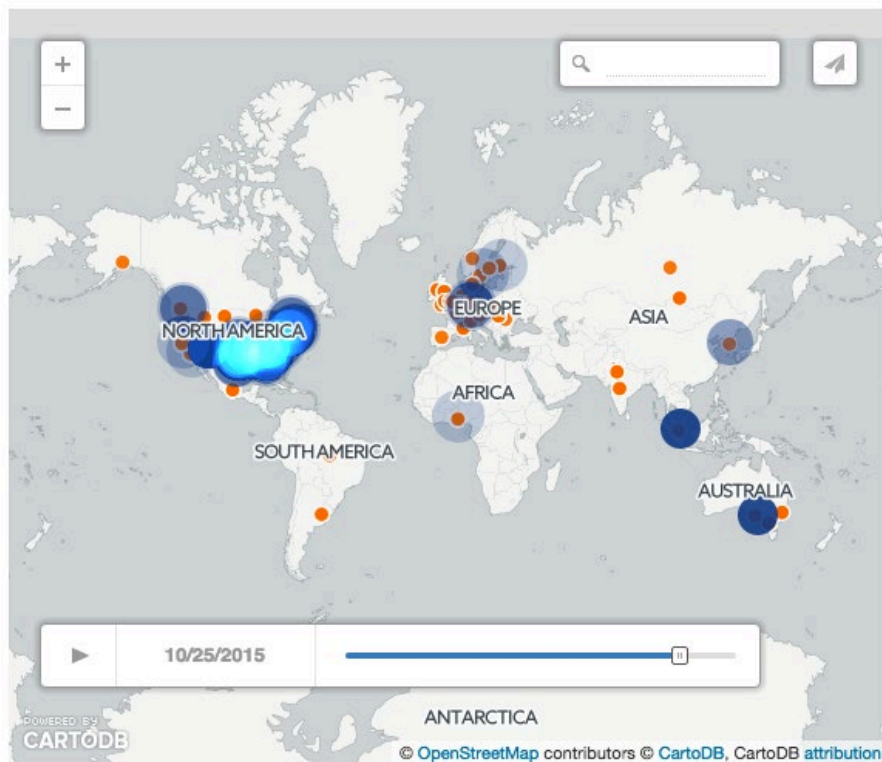 +
−
NORTH AMERICA
EUROPE
ASIA
AFRICA
SOUTH AMERICA
AUSTRALIA
10/25/2015
ANTARCTICA
POWERED BY
CARTODB
© OpenStreetMap contributors © CartoDB, CartoDB attribution